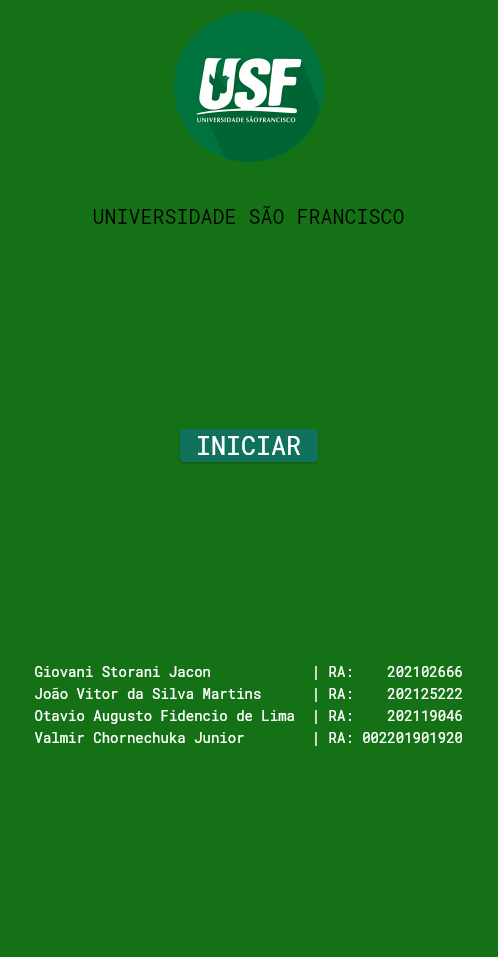 USF
UNIVERSIDADE SÃO FRANCISCO
UNIVERSIDADE SÃO FRANCISCO
INICIAR
Giovani Storani Jacon | RA: 202102666
João Vitor da Silva Martins | RA: 202125222
Otavio Augusto Fidencio de Lima | RA: 202119046
Valmir Chornechuka Junior | RA: 002201901920